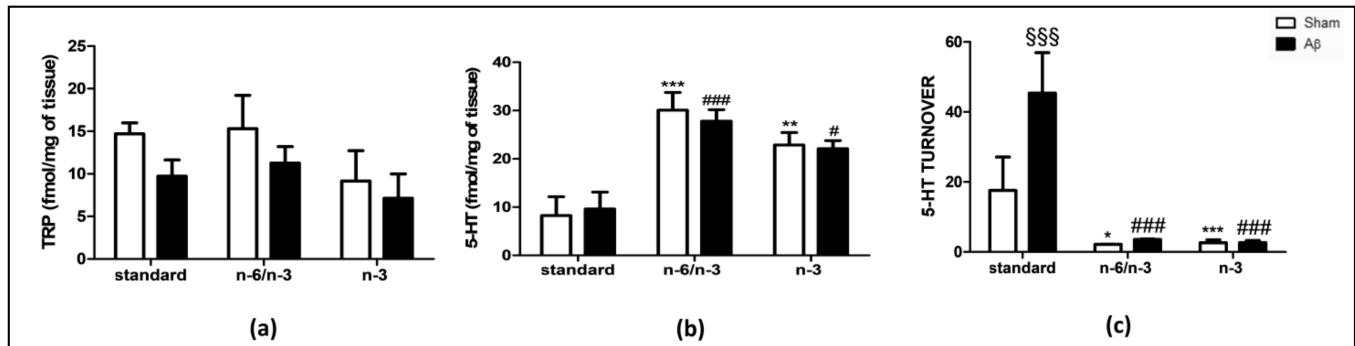 TRP (fmol/mg of tissue)
25
20
15
10
5
0
standard n-6/n-3 n-3
(a)
5-HT (fmol/mg of tissue)
40
30
20
10
0
*** ### ** #
standard n-6/n-3 n-3
(b)
Sham
Aβ
5-HT TURNOVER
60
40
20
0
§§§
* ### *** ###
standard n-6/n-3 n-3
(c)